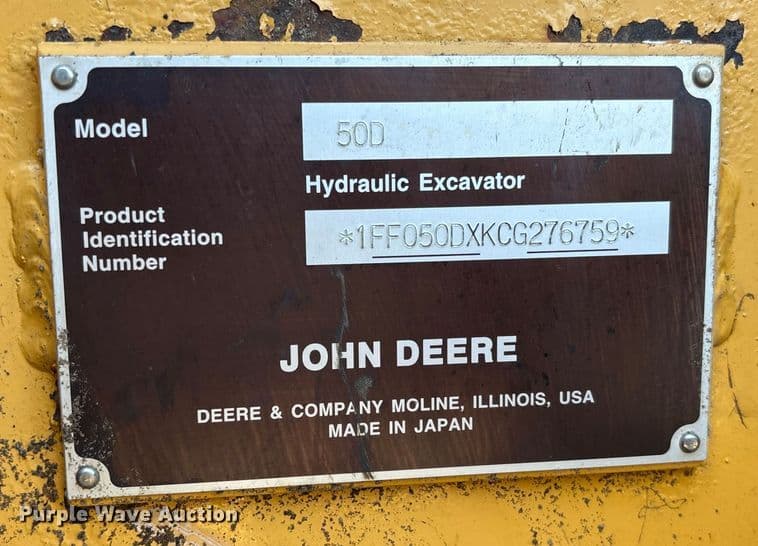 Model 50D
Hydraulic Excavator
Product
Identification
Number
*1FF050DXKCG276759*
JOHN DEERE
DEERE & COMPANY MOLINE, ILLINOIS, USA
MADE IN JAPAN
Purple Wave Auction